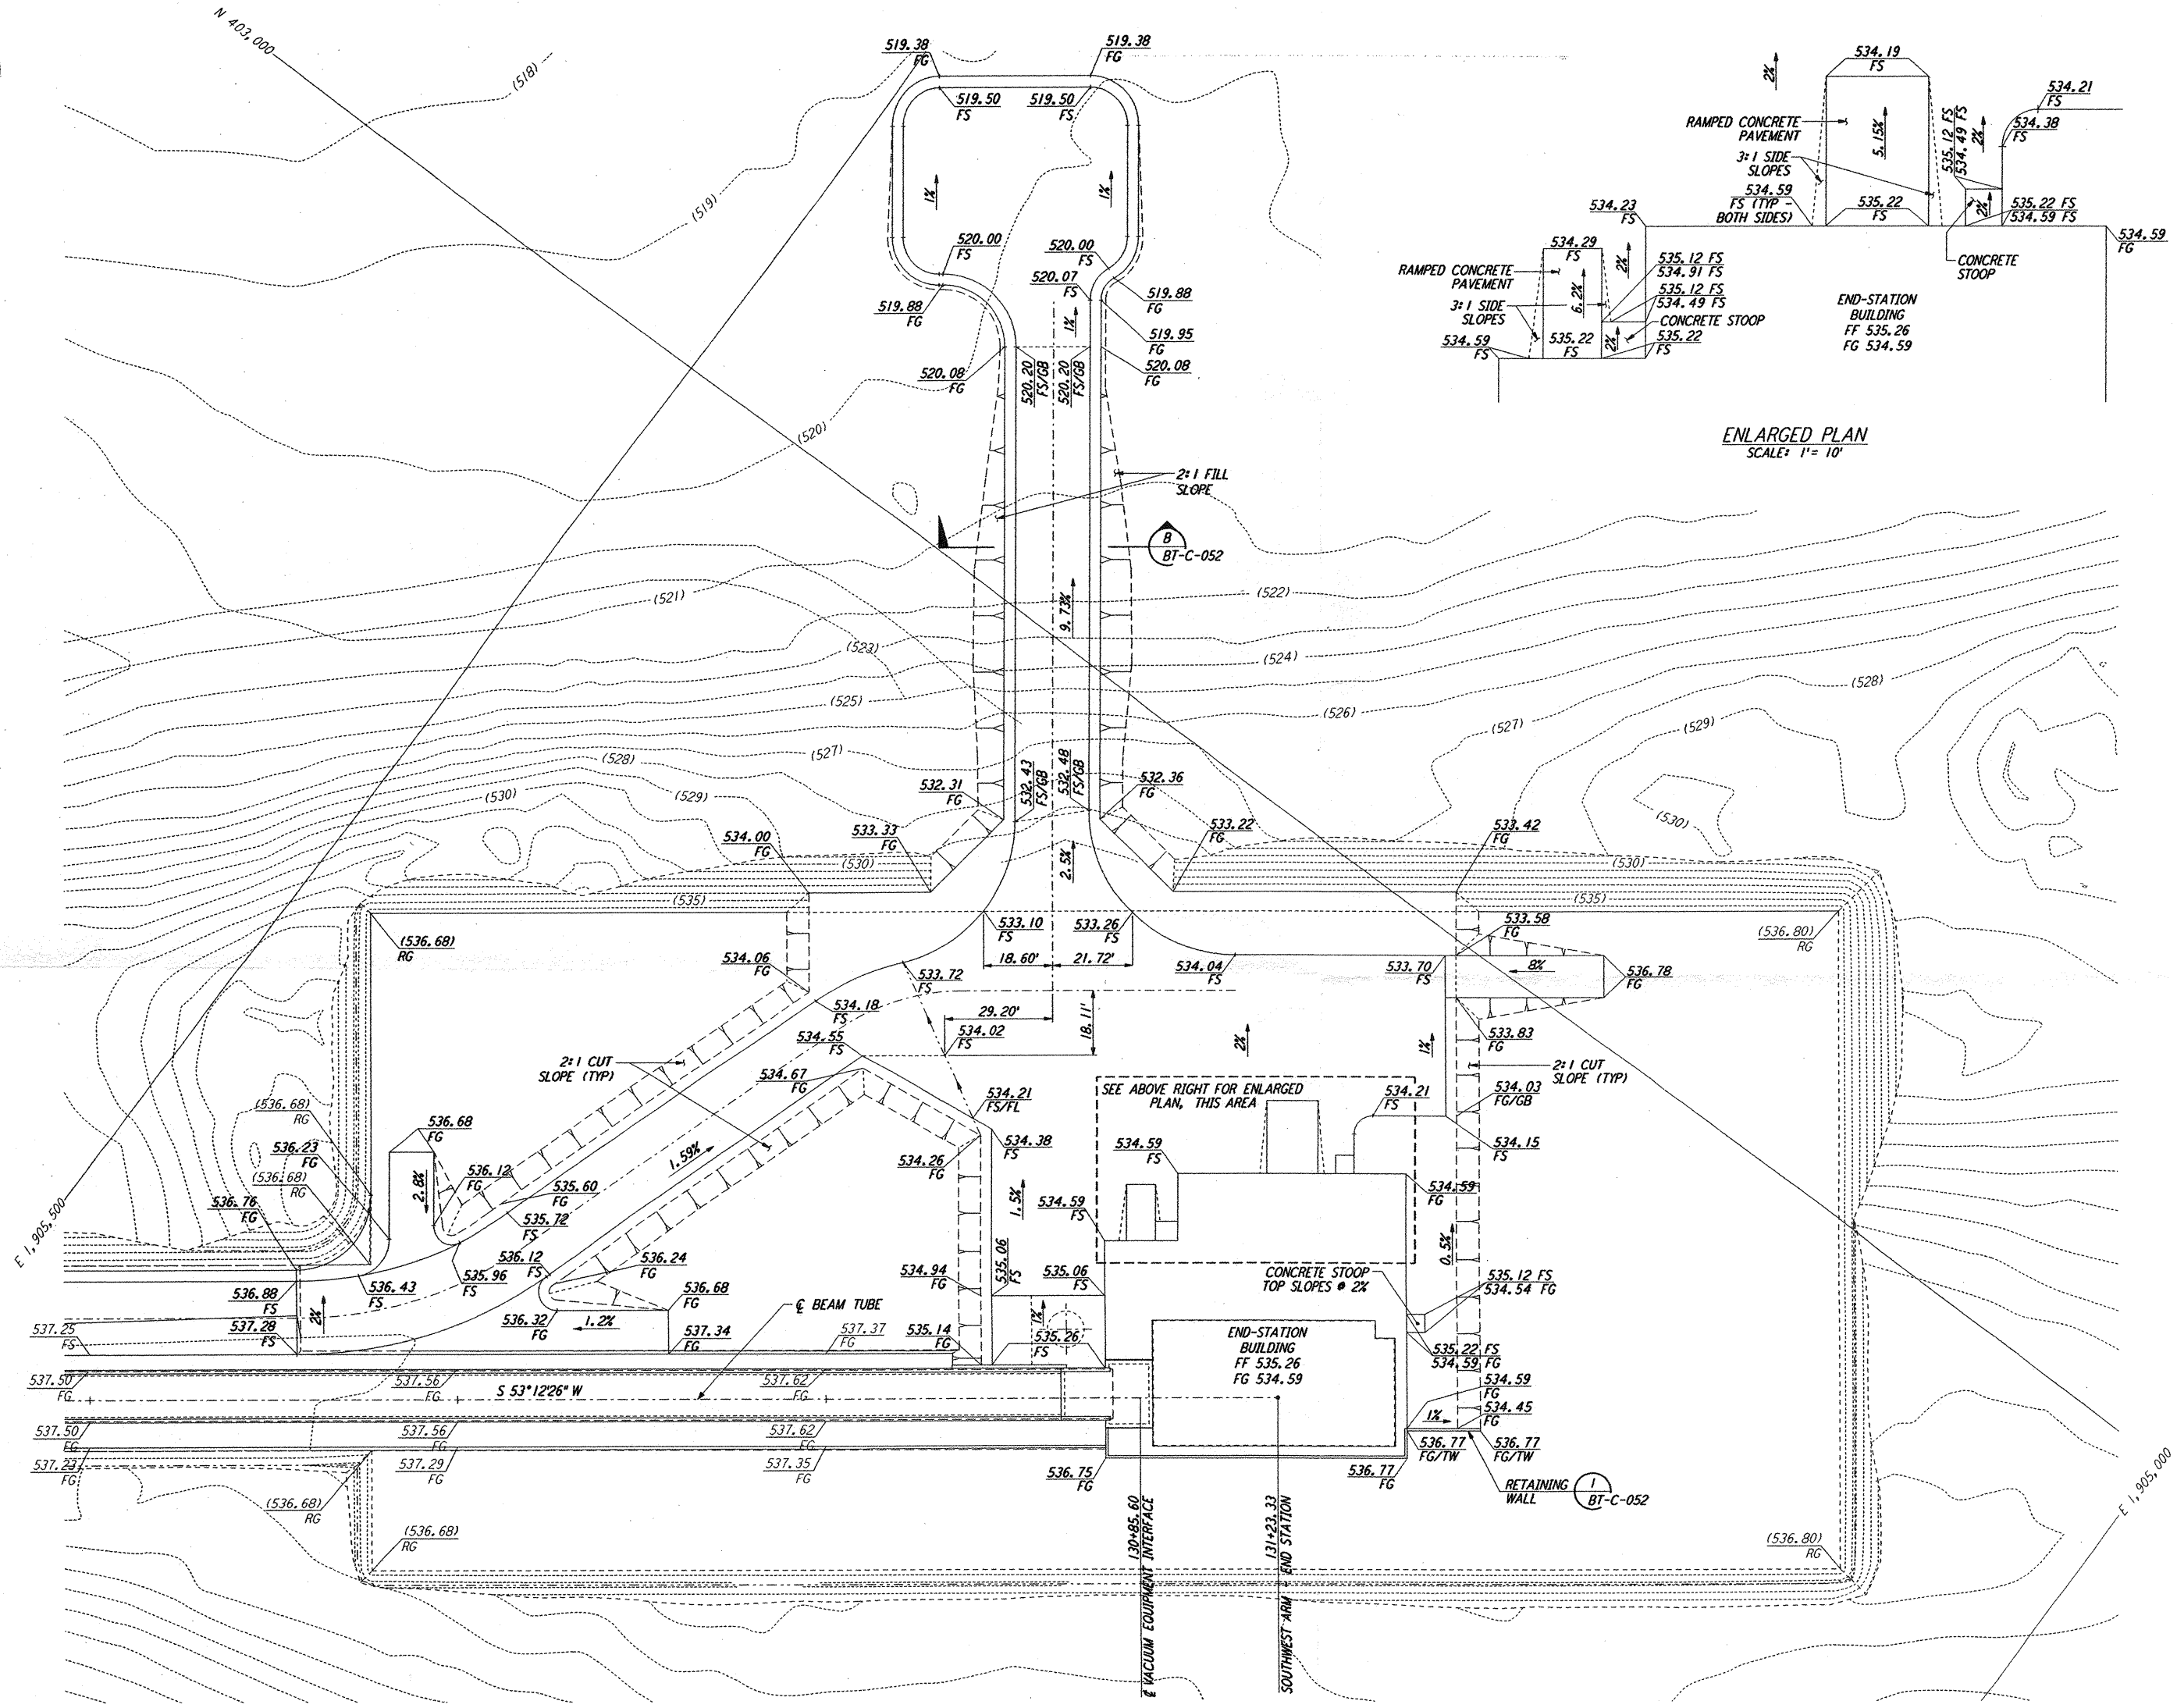 N 403,000
(518)
519.38
FG
519.38
FG
519.50
FS
519.50
FS
(519)
1%
1%
520.00
FS
520.00
FS
520.07
FS
519.88
FG
519.88
FG
1%
519.95
FG
520.08
FG
520.20
FS/GB
520.20
FS/GB
520.08
FG
(520)
2:1 FILL
SLOPE
B
BT-C-052
2%
534.19
FS
534.21
FS
534.38
FS
RAMPED CONCRETE
PAVEMENT
5.15%
535.12 FS
534.49 FS
2%
3:1 SIDE
SLOPES
534.59
FS (TYP -
BOTH SIDES)
535.22
FS
2%
535.22 FS
534.59 FS
534.23
FS
534.59
FG
CONCRETE
STOOP
534.29
FS
2%
RAMPED CONCRETE
PAVEMENT
535.12 FS
534.91 FS
535.12 FS
534.49 FS
6.2%
3:1 SIDE
SLOPES
CONCRETE STOOP
534.59
FS
535.22
FS
2%
535.22
FS
END-STATION
BUILDING
FF 535.26
FG 534.59
ENLARGED PLAN
SCALE: 1'= 10'
(521)
9.73%
(522)
(523)
(524)
(525)
(526)
(527)
(528)
(527)
(529)
(528)
(530)
(529)
(530)
532.31
FG
532.43
FS/GB
532.48
FS/GB
532.36
FG
534.00
FG
533.33
FG
533.22
FG
533.42
FG
(530)
(530)
2.5%
(535)
(535)
(536.68)
RG
533.10
FS
533.26
FS
533.58
FG
(536.80)
RG
534.06
FG
18.60'
21.72'
533.72
FS
534.04
FS
533.70
FS
8%
536.78
FG
534.18
FS
29.20'
18.11'
534.55
FS
534.02
FS
2%
1%
533.83
FG
2:1 CUT
SLOPE (TYP)
2:1 CUT
SLOPE (TYP)
534.67
FG
534.21
FS/FL
SEE ABOVE RIGHT FOR ENLARGED
PLAN, THIS AREA
534.21
FS
534.03
FG/GB
(536.68)
RG
536.68
FG
534.38
FS
534.59
FS
534.15
FS
536.23
FG
(536.68)
RG
536.76
FG
2.8%
536.12
FG
1.59%
534.26
FG
535.60
FG
535.72
FS
1.5%
534.59
FS
534.59
FG
E 1,905,500
0.5%
536.12
FS
536.24
FG
534.94
FG
535.06
FS
535.06
FS
CONCRETE STOOP
TOP SLOPES @ 2%
535.12 FS
534.54 FG
536.88
FS
536.43
FS
535.96
FS
536.68
FG
2%
536.32
FG
1.2%
℄ BEAM TUBE
1%
537.25
FS
537.28
FS
537.34
FG
537.37
FG
535.14
FG
535.26
FS
END-STATION
BUILDING
FF 535.26
FG 534.59
535.22 FS
534.59 FG
537.50
FG
537.56
FG
S 53°12'26" W
537.62
FG
534.59
FG
534.45
FG
1%
537.50
FG
537.56
FG
537.62
FG
536.77
FG/TW
536.77
FG/TW
537.23
FG
537.29
FG
537.35
FG
536.75
FG
536.77
FG
RETAINING
WALL
1
BT-C-052
E 1,905,000
(536.68)
RG
(536.68)
RG
(536.80)
RG
130+85.60
℄ VACUUM EQUIPMENT INTERFACE
131+23.33
SOUTHWEST ARM - END STATION